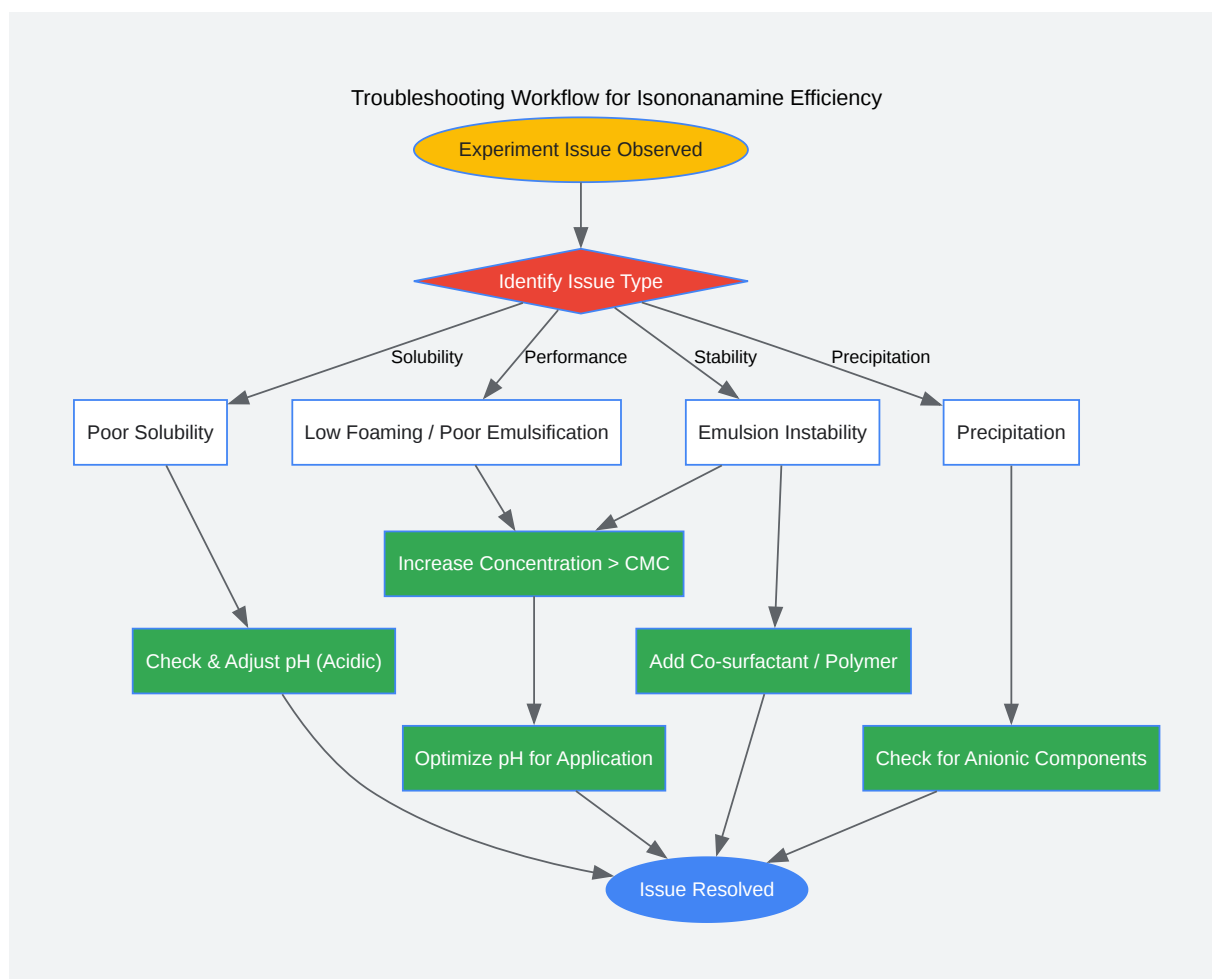 Troubleshooting Workflow for Isononanamine Efficiency
Experiment Issue Observed
Identify Issue Type
Solubility
Performance
Stability
Precipitation
Poor Solubility
Low Foaming / Poor Emulsification
Emulsion Instability
Precipitation
Increase Concentration > CMC
Check & Adjust pH (Acidic)
Add Co-surfactant / Polymer
Optimize pH for Application
Check for Anionic Components
Issue Resolved